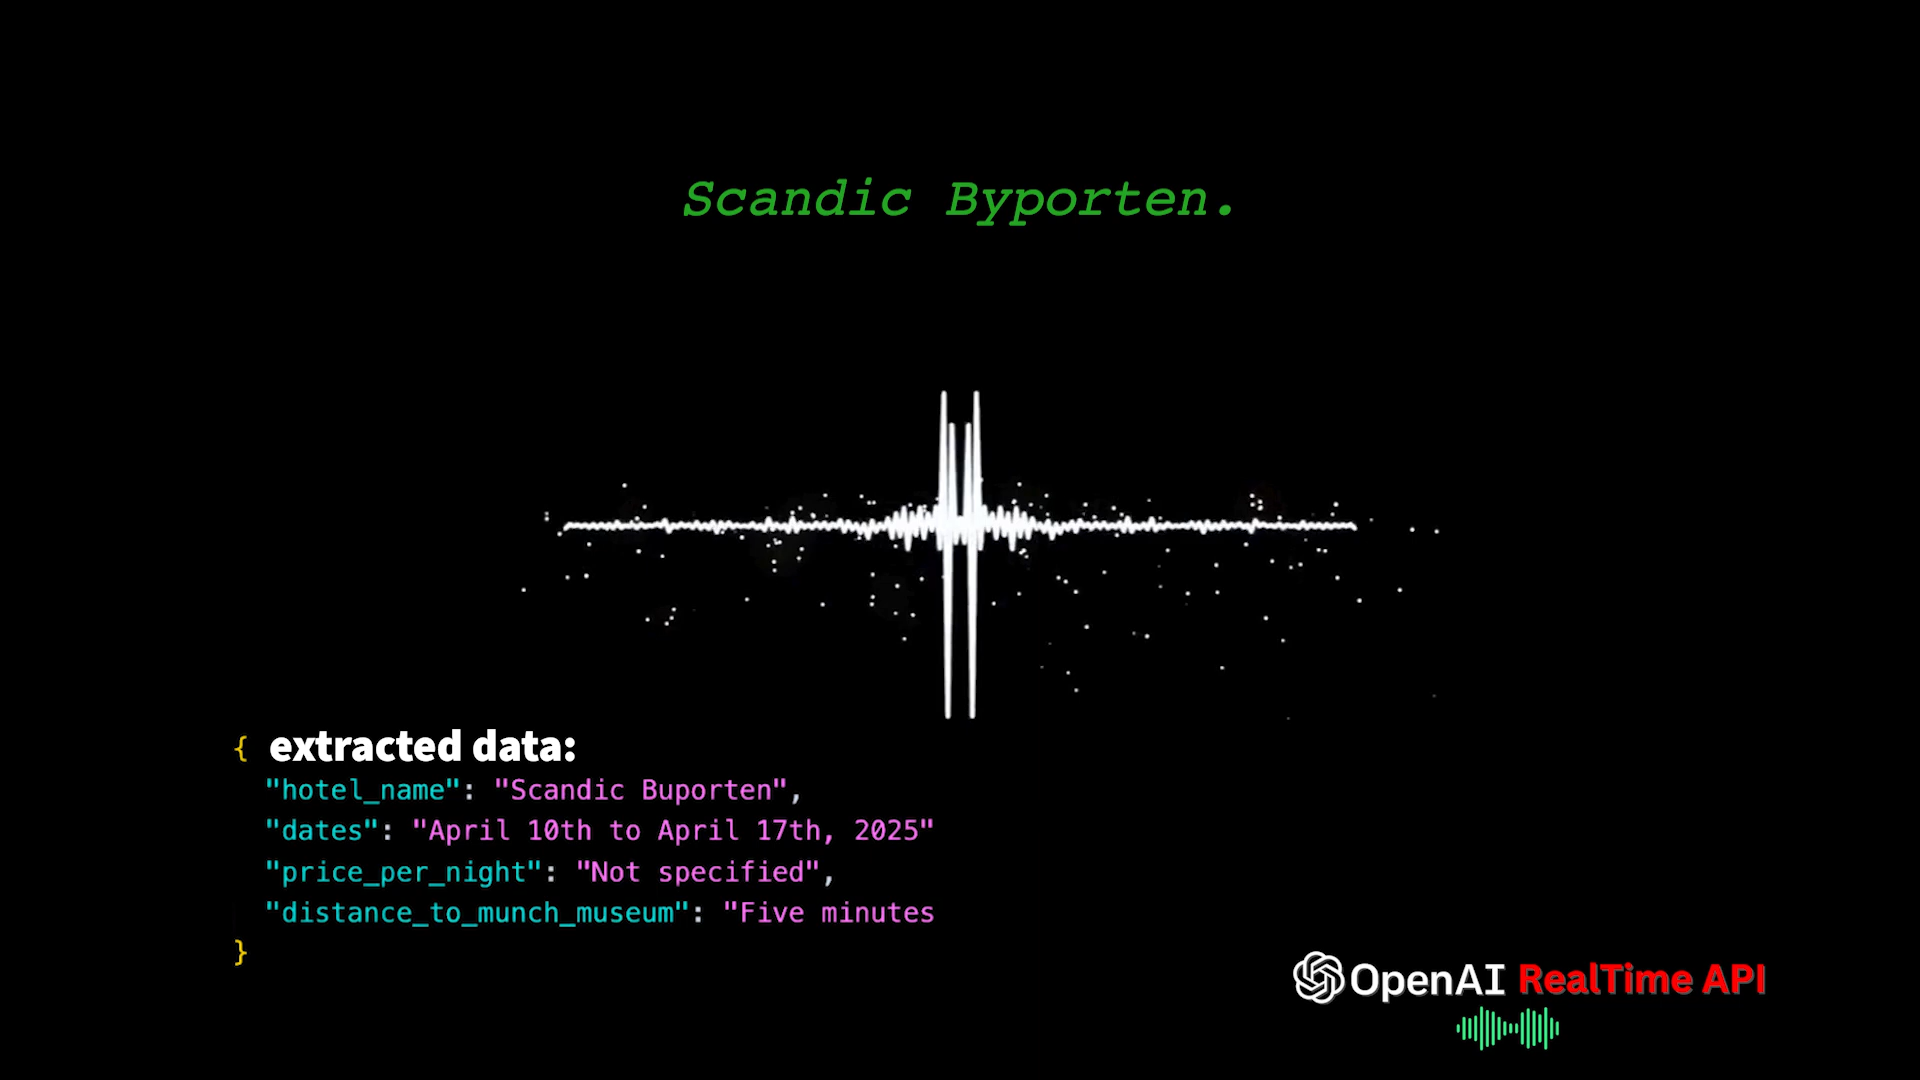 Scandic Byporten.
{ extracted data:
"hotel_name": "Scandic Buporten",
"dates": "April 10th to April 17th, 2025"
"price_per_night": "Not specified",
"distance_to_munch_museum": "Five minutes
}
OpenAI RealTime API